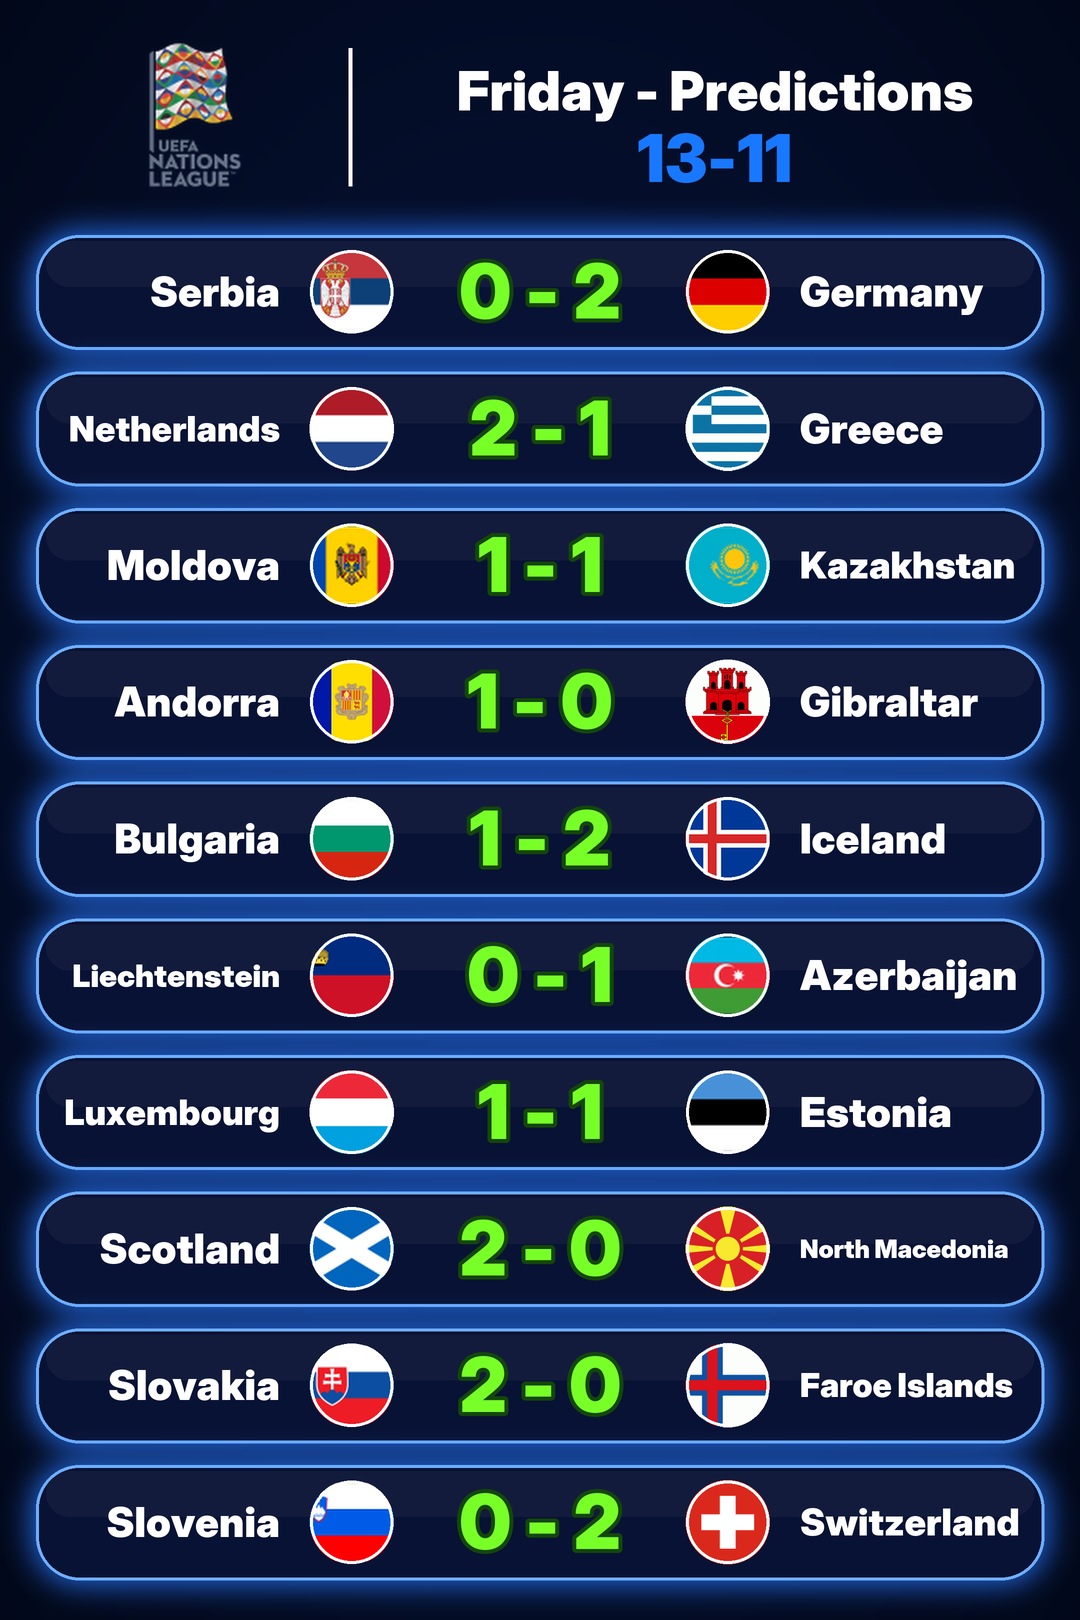 UEFA
NATIONS
LEAGUE™
Friday - Predictions
13-11
Serbia 0 - 2 Germany
Netherlands 2 - 1 Greece
Moldova 1 - 1 Kazakhstan
Andorra 1 - 0 Gibraltar
Bulgaria 1 - 2 Iceland
Liechtenstein 0 - 1 Azerbaijan
Luxembourg 1 - 1 Estonia
Scotland 2 - 0 North Macedonia
Slovakia 2 - 0 Faroe Islands
Slovenia 0 - 2 Switzerland